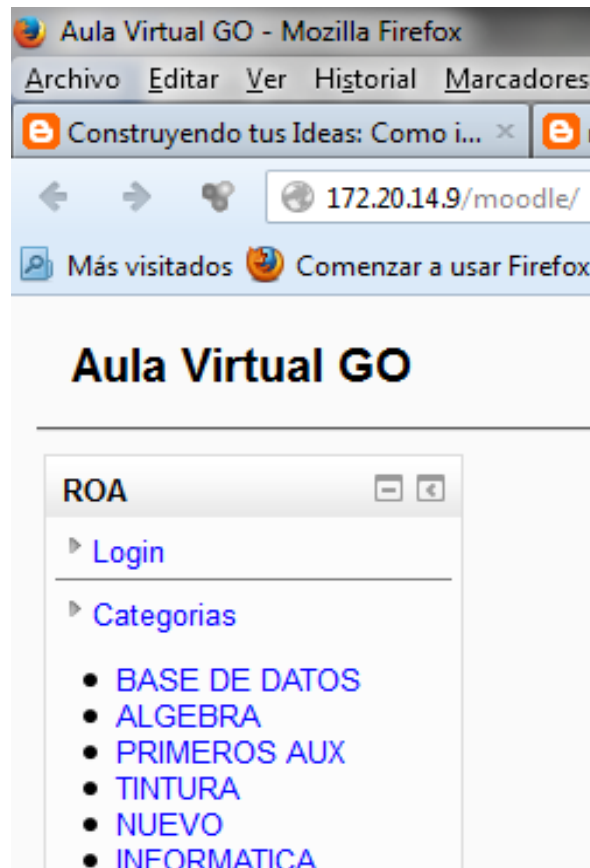 Aula Virtual GO - Mozilla Firefox
Archivo Editar Ver Historial Marcadores
Construyendo tus Ideas: Como i... ×
172.20.14.9/moodle/
Más visitados Comenzar a usar Firefox
Aula Virtual GO
ROA
Login
Categorias
BASE DE DATOS
ALGEBRA
PRIMEROS AUX
TINTURA
NUEVO
INFORMATICA